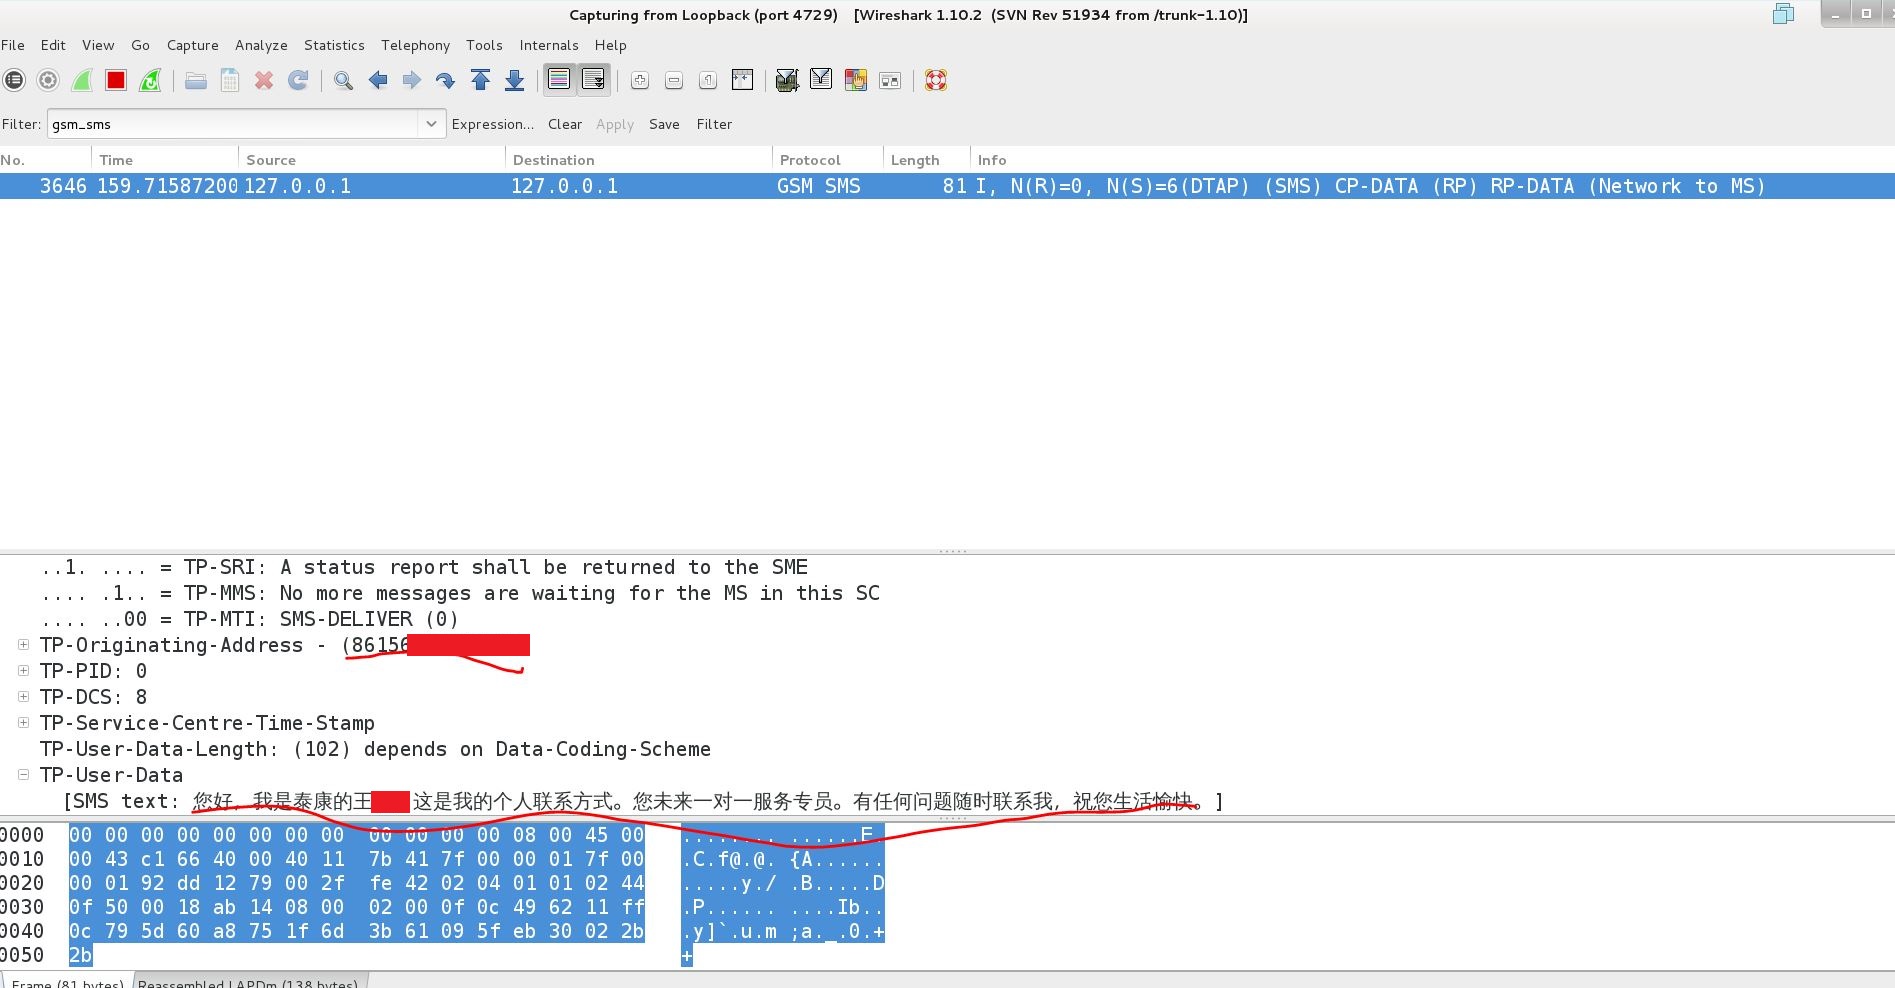 Capturing from Loopback (port 4729) [Wireshark 1.10.2 (SVN Rev 51934 from /trunk-1.10)]
File Edit View Go Capture Analyze Statistics Telephony Tools Internals Help
Filter: gsm_sms Expression... Clear Apply Save Filter
No. Time Source Destination Protocol Length Info
3646 159.71587200 127.0.0.1 127.0.0.1 GSM SMS 81 I, N(R)=0, N(S)=6(DTAP) (SMS) CP-DATA (RP) RP-DATA (Network to MS)
..1. .... = TP-SRI: A status report shall be returned to the SME
.... .1.. = TP-MMS: No more messages are waiting for the MS in this SC
.... ..00 = TP-MTI: SMS-DELIVER (0)
TP-Originating-Address - (86156
TP-PID: 0
TP-DCS: 8
TP-Service-Centre-Time-Stamp
TP-User-Data-Length: (102) depends on Data-Coding-Scheme
TP-User-Data
[SMS text: 您好, 我是泰康的王 这是我的个人联系方式。您未来一对一服务专员。有任何问题随时联系我, 祝您生活愉快。]
0000 00 00 00 00 00 00 00 00 00 00 00 00 08 00 45 00 ........ ......E.
0010 00 43 c1 66 40 00 40 11 7b 41 7f 00 00 01 7f 00 .C.f@.@. {A......
0020 00 01 92 dd 12 79 00 2f fe 42 02 04 01 01 02 44 .....y./ .B.....D
0030 0f 50 00 18 ab 14 08 00 02 00 0f 0c 49 62 11 ff .P...... ....Ib..
0040 0c 79 5d 60 a8 75 1f 6d 3b 61 09 5f eb 30 02 2b .y]`.u.m ;a._.0.+
0050 2b +
Frame (81 bytes) Reassembled LAPDm (138 bytes)